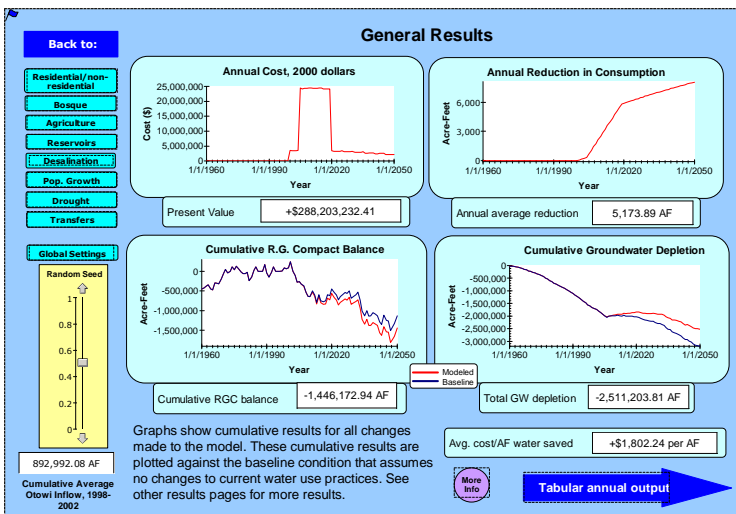 General Results
Back to:
Residential/non-
residential
Bosque
Agriculture
Reservoirs
Desalination
Pop. Growth
Drought
Transfers
Global Settings
Random Seed
1
0.8
0.6
0.4
0.2
0
892,992.08 AF
Cumulative Average
Otowi Inflow, 1998-
2002
Annual Cost, 2000 dollars
Cost ($)
25,000,000
20,000,000
15,000,000
10,000,000
5,000,000
0
1/1/1960 1/1/1990 1/1/2020 1/1/2050
Year
Present Value +$288,203,232.41
Annual Reduction in Consumption
Acre-Feet
6,000
3,000
0
1/1/1960 1/1/1990 1/1/2020 1/1/2050
Year
Annual average reduction 5,173.89 AF
Cumulative R.G. Compact Balance
Acre-Feet
0
-500,000
-1,000,000
-1,500,000
1/1/1960 1/1/1990 1/1/2020 1/1/2050
Year
Cumulative RGC balance -1,446,172.94 AF
Modeled
Baseline
Cumulative Groundwater Depletion
Acre-Feet
0
-500,000
-1,000,000
-1,500,000
-2,000,000
-2,500,000
-3,000,000
1/1/1960 1/1/1990 1/1/2020 1/1/2050
Year
Total GW depletion -2,511,203.81 AF
Graphs show cumulative results for all changes
made to the model. These cumulative results are
plotted against the baseline condition that assumes
no changes to current water use practices. See
other results pages for more results.
Avg. cost/AF water saved +$1,802.24 per AF
More
Info
Tabular annual output